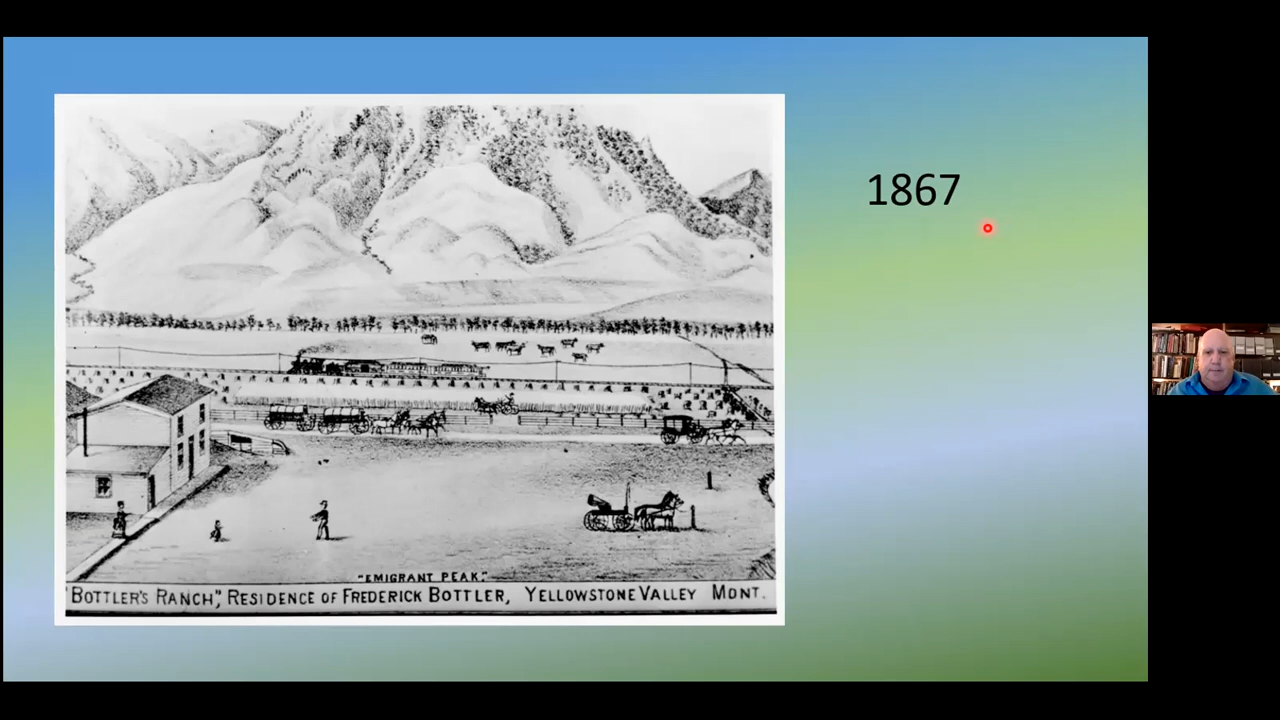 1867
"EMIGRANT PEAK."
"BOTTLER'S RANCH", RESIDENCE OF FREDERICK BOTTLER, YELLOWSTONE VALLEY MONT.